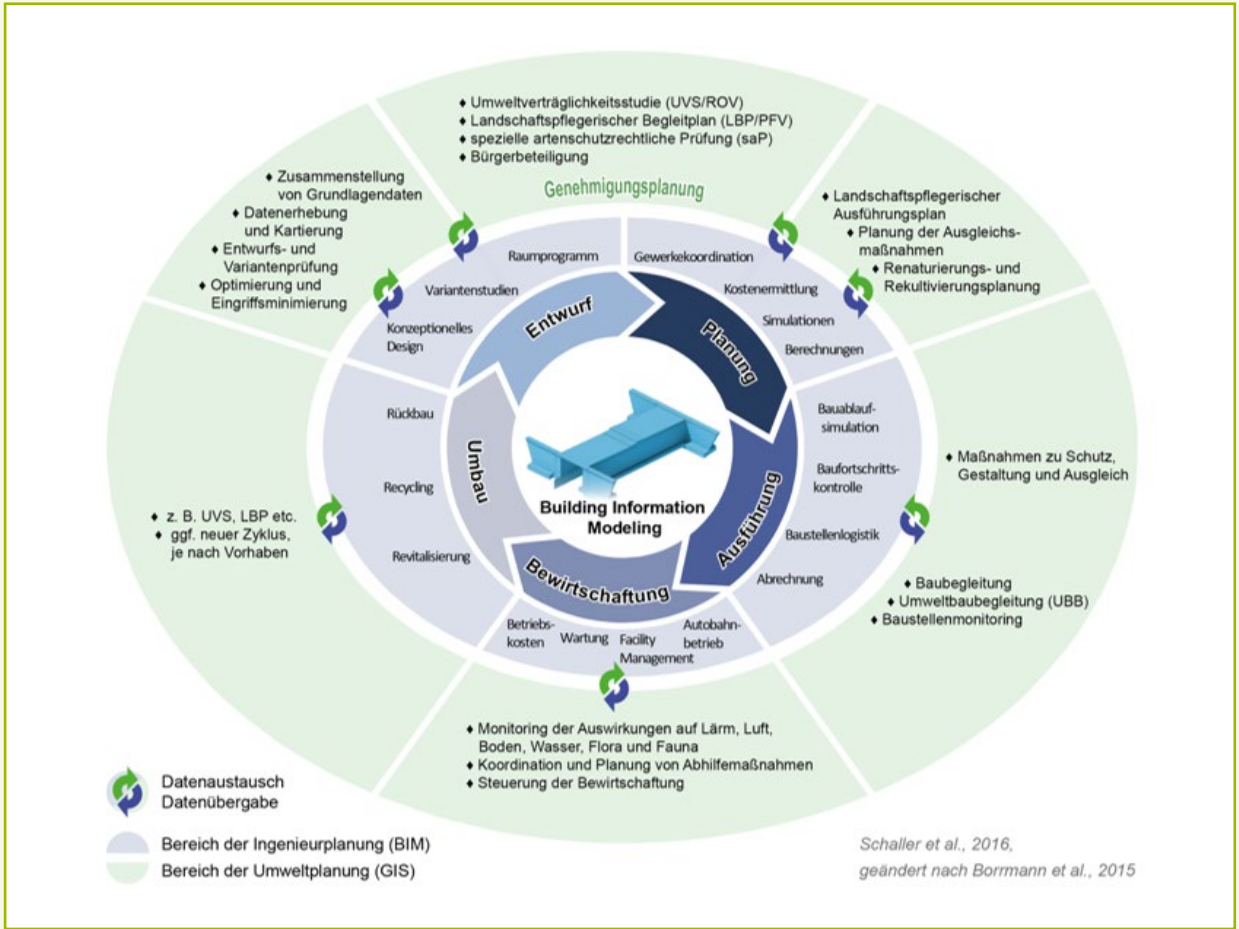 ♦ Umweltverträglichkeitsstudie (UVS/ROV)
♦ Landschaftspflegerischer Begleitplan (LBP/PFV)
♦ spezielle artenschutzrechtliche Prüfung (saP)
♦ Bürgerbeteiligung
Genehmigungsplanung
♦ Zusammenstellung
von Grundlagendaten
♦ Datenerhebung
und Kartierung
♦ Entwurfs- und
Variantenprüfung
♦ Optimierung und
Eingriffsminimierung
♦ Landschaftspflegerischer
Ausführungsplan
♦ Planung der Ausgleichs-
maßnahmen
♦ Renaturierungs- und
Rekultivierungsplanung
Raumprogramm
Variantenstudien
Konzeptionelles
Design
Gewerkekoordination
Kostenermittlung
Simulationen
Berechnungen
Entwurf
Planung
Ausführung
Bewirtschaftung
Umbau
Building Information
Modeling
Rückbau
Recycling
Revitalisierung
Bauablauf-
simulation
Baufortschritts-
kontrolle
Baustellenlogistik
Abrechnung
Betriebs-
kosten
Wartung
Facility
Management
Autobahn-
betrieb
♦ z. B. UVS, LBP etc.
♦ ggf. neuer Zyklus,
je nach Vorhaben
♦ Maßnahmen zu Schutz,
Gestaltung und Ausgleich
♦ Baubegleitung
♦ Umweltbaubegleitung (UBB)
♦ Baustellenmonitoring
♦ Monitoring der Auswirkungen auf Lärm, Luft,
Boden, Wasser, Flora und Fauna
♦ Koordination und Planung von Abhilfemaßnahmen
♦ Steuerung der Bewirtschaftung
Datenaustausch
Datenübergabe
Bereich der Ingenieurplanung (BIM)
Bereich der Umweltplanung (GIS)
Schaller et al., 2016,
geändert nach Borrmann et al., 2015